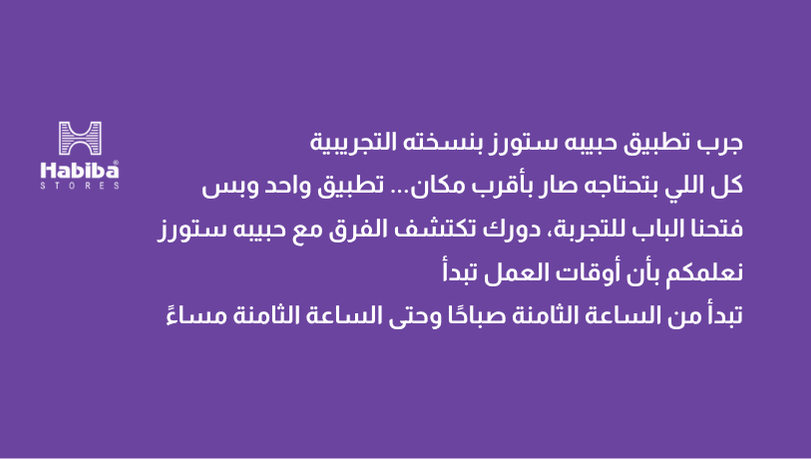 Habiba®
STORES
جرب تطبيق حبيبه ستورز بنسخته التجريبية
كل اللي بتحتاجه صار بأقرب مكان... تطبيق واحد وبس
فتحنا الباب للتجربة، دورك تكتشف الفرق مع حبيبه ستورز
نعلمكم بأن أوقات العمل تبدأ
تبدأ من الساعة الثامنة صباحًا وحتى الساعة الثامنة مساءً